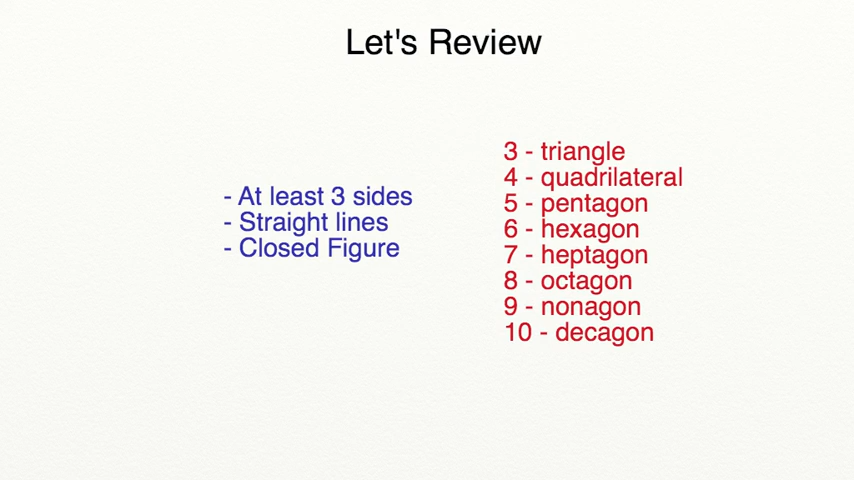 Let's Review
- At least 3 sides
- Straight lines
- Closed Figure
3 - triangle
4 - quadrilateral
5 - pentagon
6 - hexagon
7 - heptagon
8 - octagon
9 - nonagon
10 - decagon